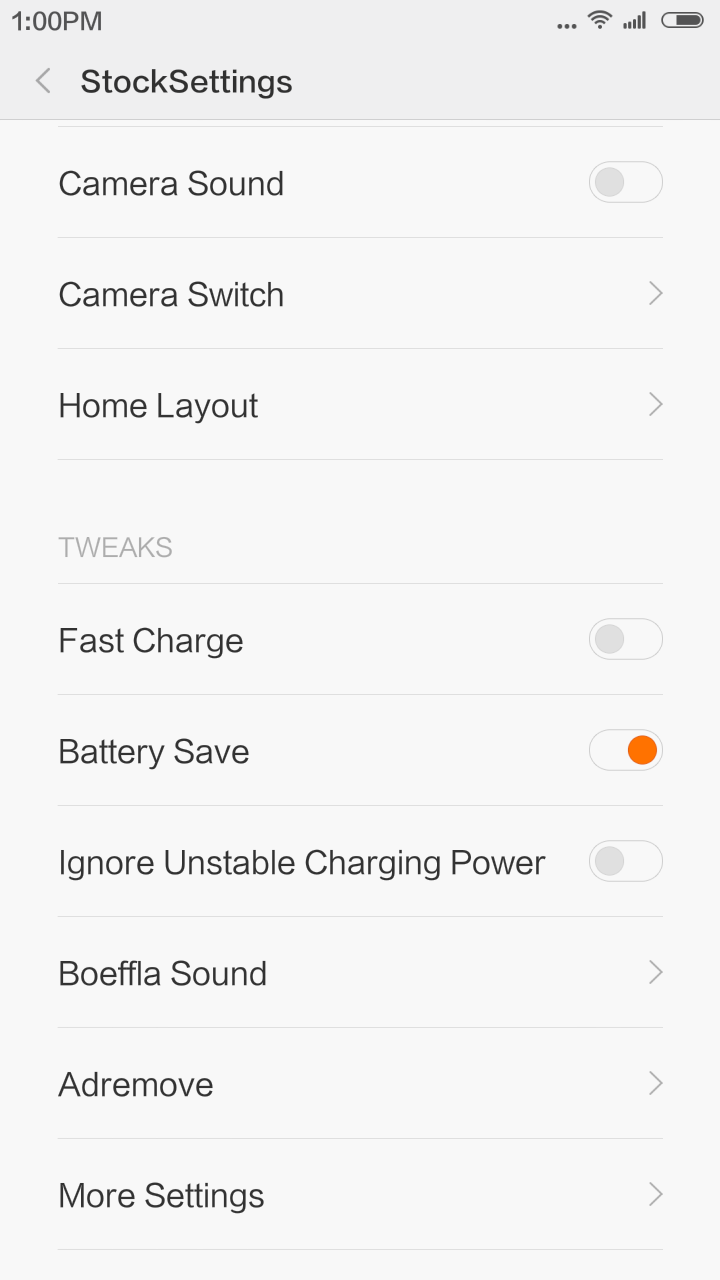 1:00PM
StockSettings
Camera Sound
Camera Switch
Home Layout
TWEAKS
Fast Charge
Battery Save
Ignore Unstable Charging Power
Boeffla Sound
Adremove
More Settings